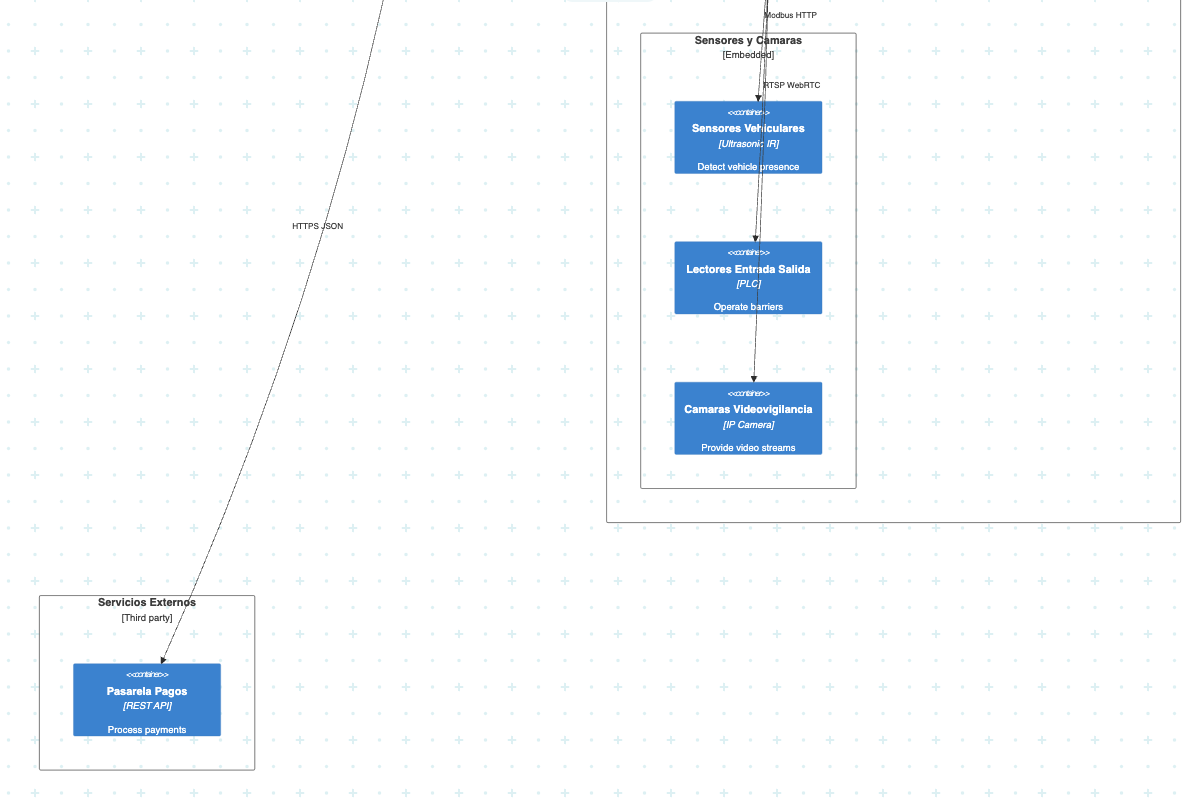 Modbus HTTP
Sensores y Camaras
[Embedded]
RTSP WebRTC
<<container>>
Sensores Vehiculares
[Ultrasonic IR]
Detect vehicle presence
HTTPS JSON
<<container>>
Lectores Entrada Salida
[PLC]
Operate barriers
<<container>>
Camaras Videovigilancia
[IP Camera]
Provide video streams
Servicios Externos
[Third party]
<<container>>
Pasarela Pagos
[REST API]
Process payments